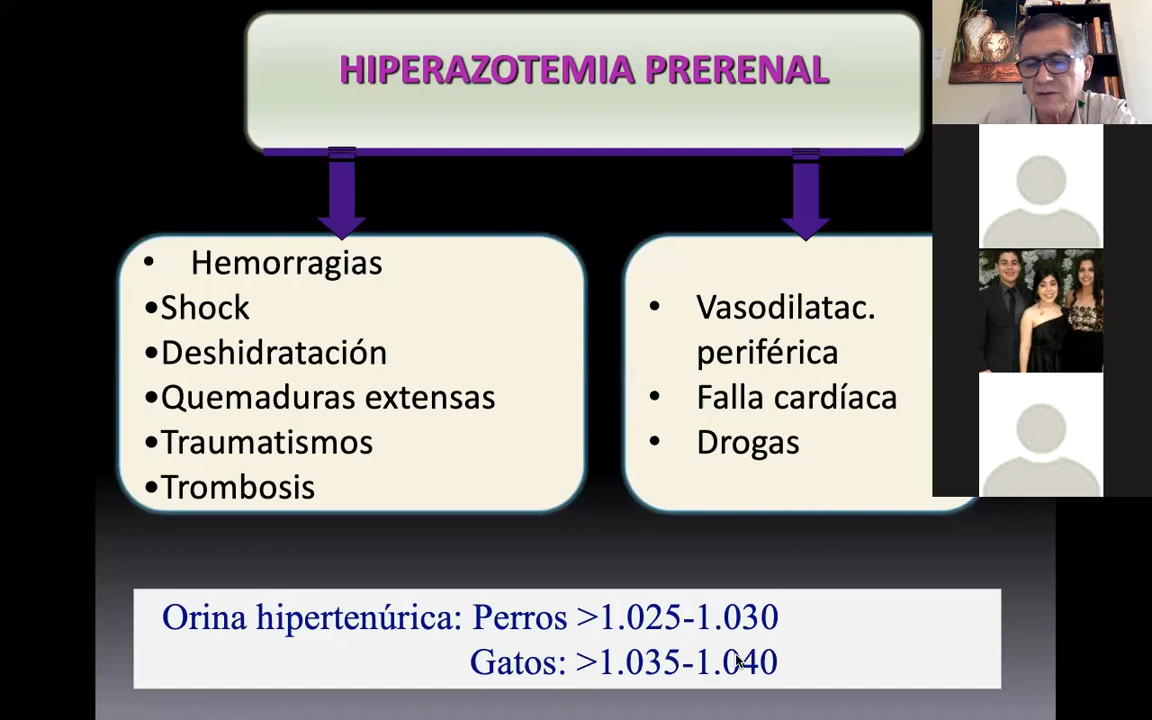 HIPERAZOTEMIA PRERENAL
• Hemorragias
•Shock
•Deshidratación
•Quemaduras extensas
•Traumatismos
•Trombosis
• Vasodilatac.
periférica
• Falla cardíaca
• Drogas
Orina hipertenúrica: Perros >1.025-1.030
Gatos: >1.035-1.040